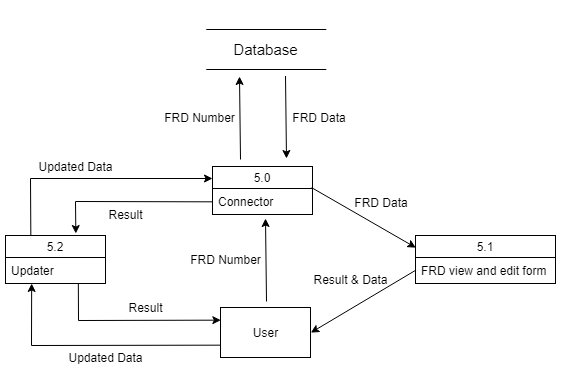 Database
FRD Number
FRD Data
Updated Data
5.0
Connector
Result
FRD Data
5.2
Updater
5.1
FRD view and edit form
FRD Number
Result & Data
Result
User
Updated Data